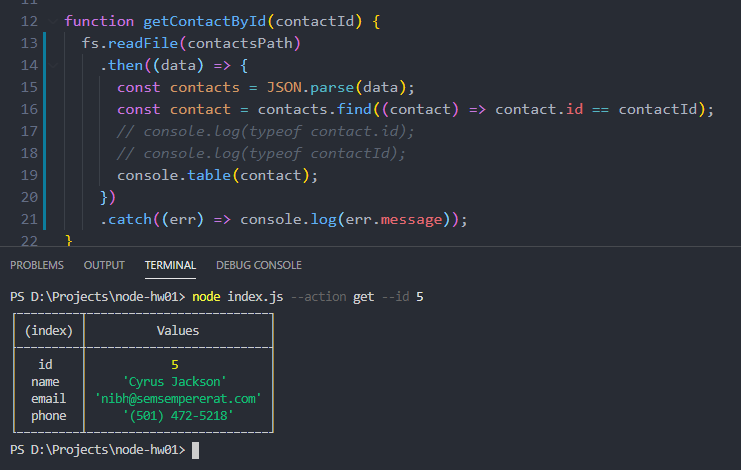 11
12 function getContactById(contactId) {
13   fs.readFile(contactsPath)
14     .then((data) => {
15       const contacts = JSON.parse(data);
16       const contact = contacts.find((contact) => contact.id == contactId);
17       // console.log(typeof contact.id);
18       // console.log(typeof contactId);
19       console.table(contact);
20     })
21     .catch((err) => console.log(err.message));
22 }
PROBLEMS OUTPUT TERMINAL DEBUG CONSOLE
PS D:\Projects\node-hw01> node index.js --action get --id 5
(index) Values
id 5
name 'Cyrus Jackson'
email 'nibh@semsempererat.com'
phone '(501) 472-5218'
PS D:\Projects\node-hw01>